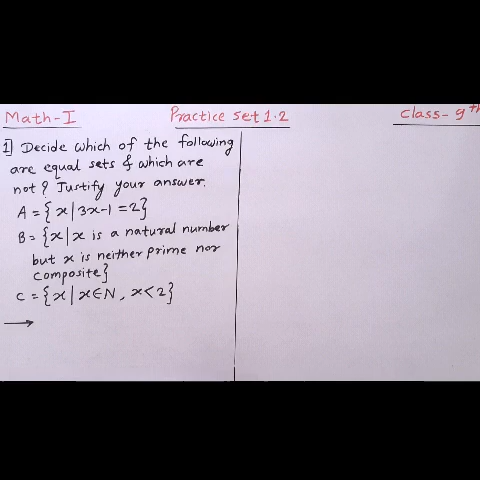 Math-I Practice set 1.2 Class-9th
1] Decide which of the following
are equal sets & which are
not? Justify your answer.
A = {x | 3x-1 = 2}
B = {x | x is a natural number
but x is neither prime nor
composite}
C = {x | x ∈ N, x < 2}
→